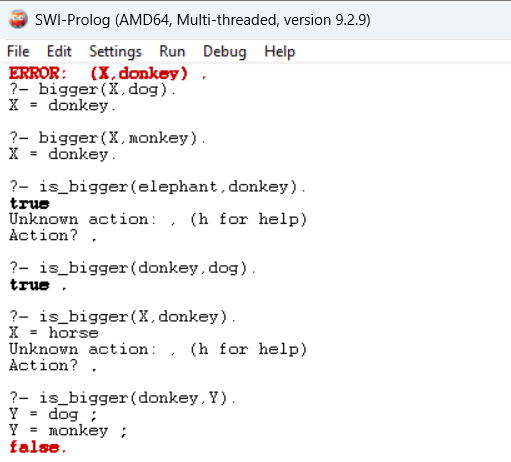 SWI-Prolog (AMD64, Multi-threaded, version 9.2.9)
File Edit Settings Run Debug Help
ERROR: (X,donkey) .
?- bigger(X,dog).
X = donkey.
?- bigger(X,monkey).
X = donkey.
?- is_bigger(elephant,donkey).
true
Unknown action: , (h for help)
Action? .
?- is_bigger(donkey,dog).
true .
?- is_bigger(X,donkey).
X = horse
Unknown action: , (h for help)
Action? .
?- is_bigger(donkey,Y).
Y = dog ;
Y = monkey ;
false.